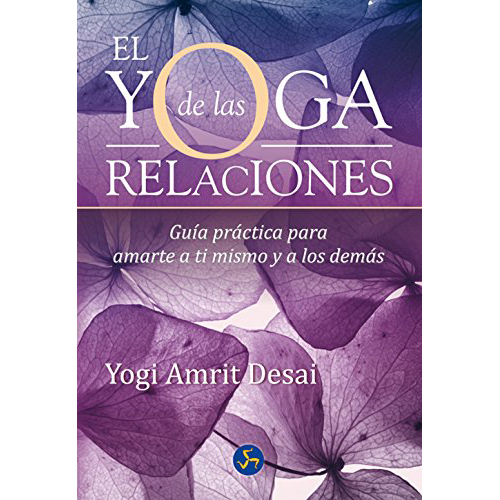 EL
YOGA
de las
RELACIONES
Guía práctica para
amarte a ti mismo y a los demás
Yogi Amrit Desai